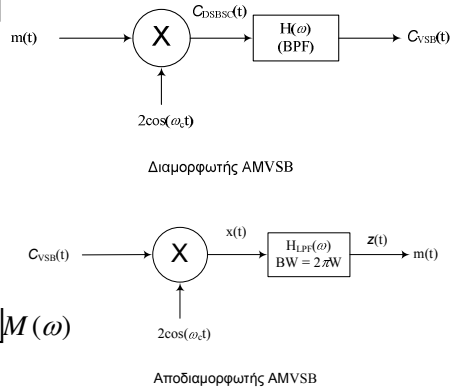 C_DSBSC(t)
m(t) X H(ω) C_VSB(t)
(BPF)
2cos(ω_c t)
Διαμορφωτής AMVSB
x(t) z(t)
C_VSB(t) X H_LPF(ω) m(t)
BW = 2πW
M(ω)
2cos(ω_c t)
Αποδιαμορφωτής AMVSB